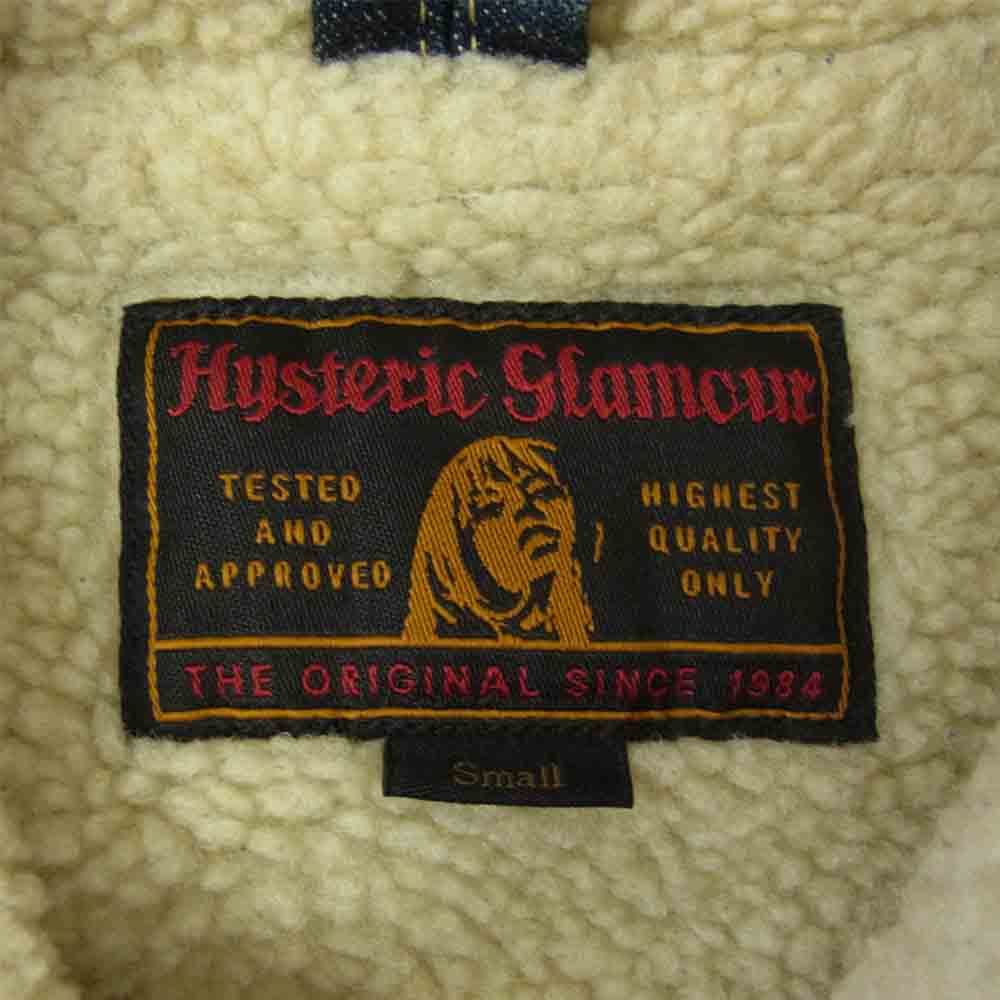 Hysteric Glamour
TESTED
AND
APPROVED
HIGHEST
QUALITY
ONLY
THE ORIGINAL SINCE 1984
Small